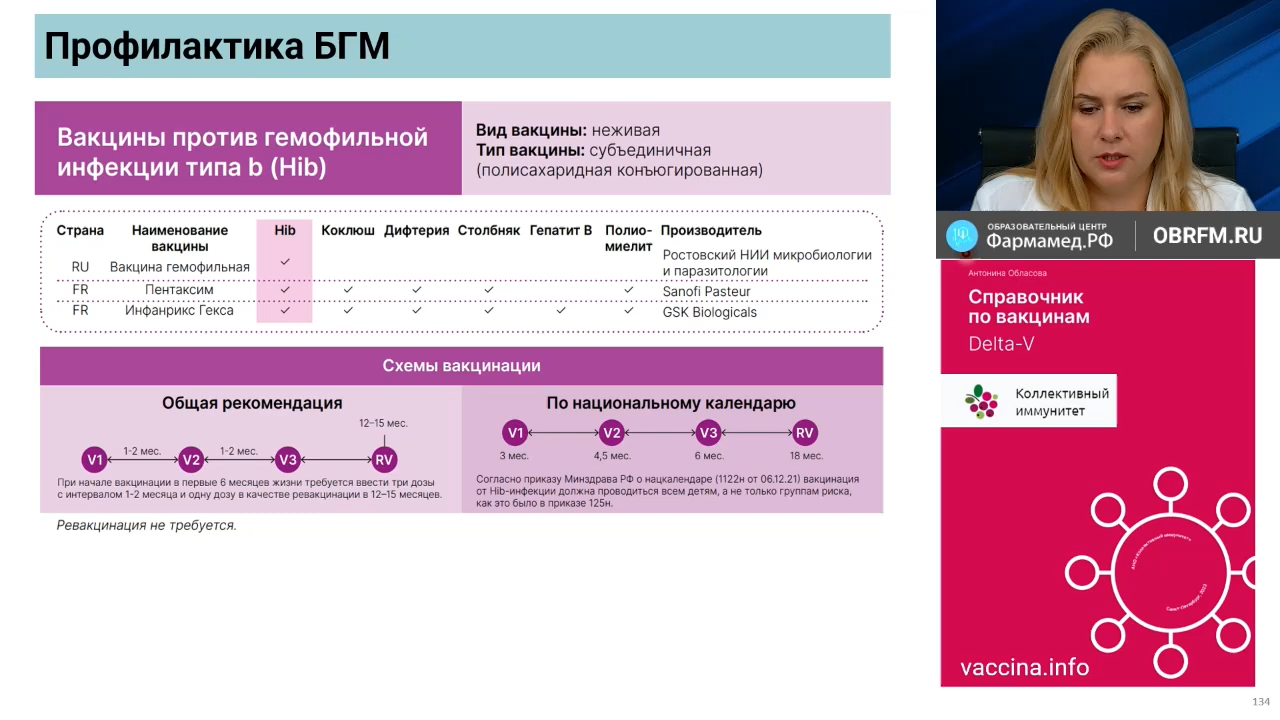 Профилактика БГМ
Вакцины против гемофильной
инфекции типа b (Hib)
Вид вакцины: неживая
Тип вакцины: субъединичная
(полисахаридная конъюгированная)
Страна Наименование вакцины Hib Коклюш Дифтерия Столбняк Гепатит В Полио-миелит Производитель
RU Вакцина гемофильная ✓ Ростовский НИИ микробиологии
и паразитологии
FR Пентаксим ✓ ✓ ✓ ✓ ✓ Sanofi Pasteur
FR Инфанрикс Гекса ✓ ✓ ✓ ✓ ✓ ✓ GSK Biologicals
Схемы вакцинации
Общая рекомендация
12–15 мес.
V1 1-2 мес. V2 1-2 мес. V3 RV
При начале вакцинации в первые 6 месяцев жизни требуется ввести три дозы
с интервалом 1-2 месяца и одну дозу в качестве ревакцинации в 12–15 месяцев.
По национальному календарю
V1 V2 V3 RV
3 мес. 4,5 мес. 6 мес. 18 мес.
Согласно приказу Минздрава РФ о нацкалендаре (1122н от 06.12.21) вакцинация
от Hib-инфекции должна проводиться всем детям, а не только группам риска,
как это было в приказе 125н.
Ревакцинация не требуется.
ОБРАЗОВАТЕЛЬНЫЙ ЦЕНТР
Фармамед.РФ
OBRFM.RU
Антонина Обласова
Справочник
по вакцинам
Delta-V
Коллективный
иммунитет
АНО «Коллективный иммунитет»
Санкт-Петербург, 2023
vaccina.info
134